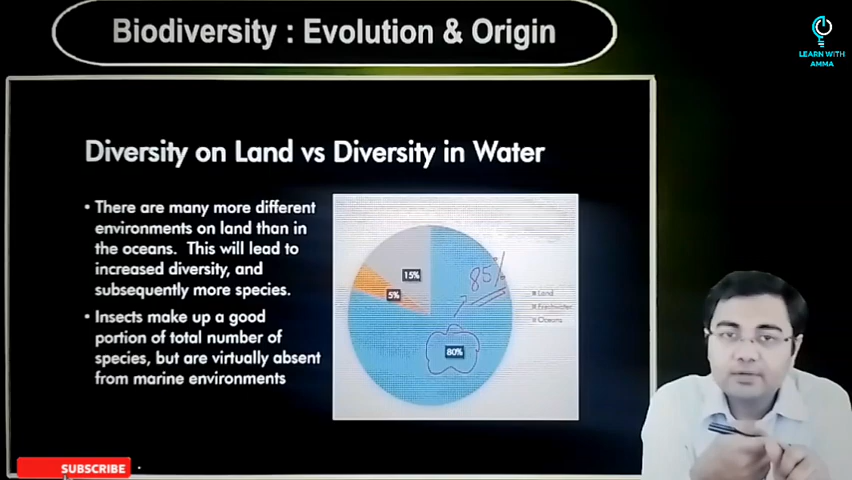 Biodiversity : Evolution & Origin
LEARN WITH
AMMA
Diversity on Land vs Diversity in Water
• There are many more different
environments on land than in
the oceans. This will lead to
increased diversity, and
subsequently more species.
• Insects make up a good
portion of total number of
species, but are virtually absent
from marine environments
15%
5%
80%
85%
Land
Freshwater
Oceans
SUBSCRIBE